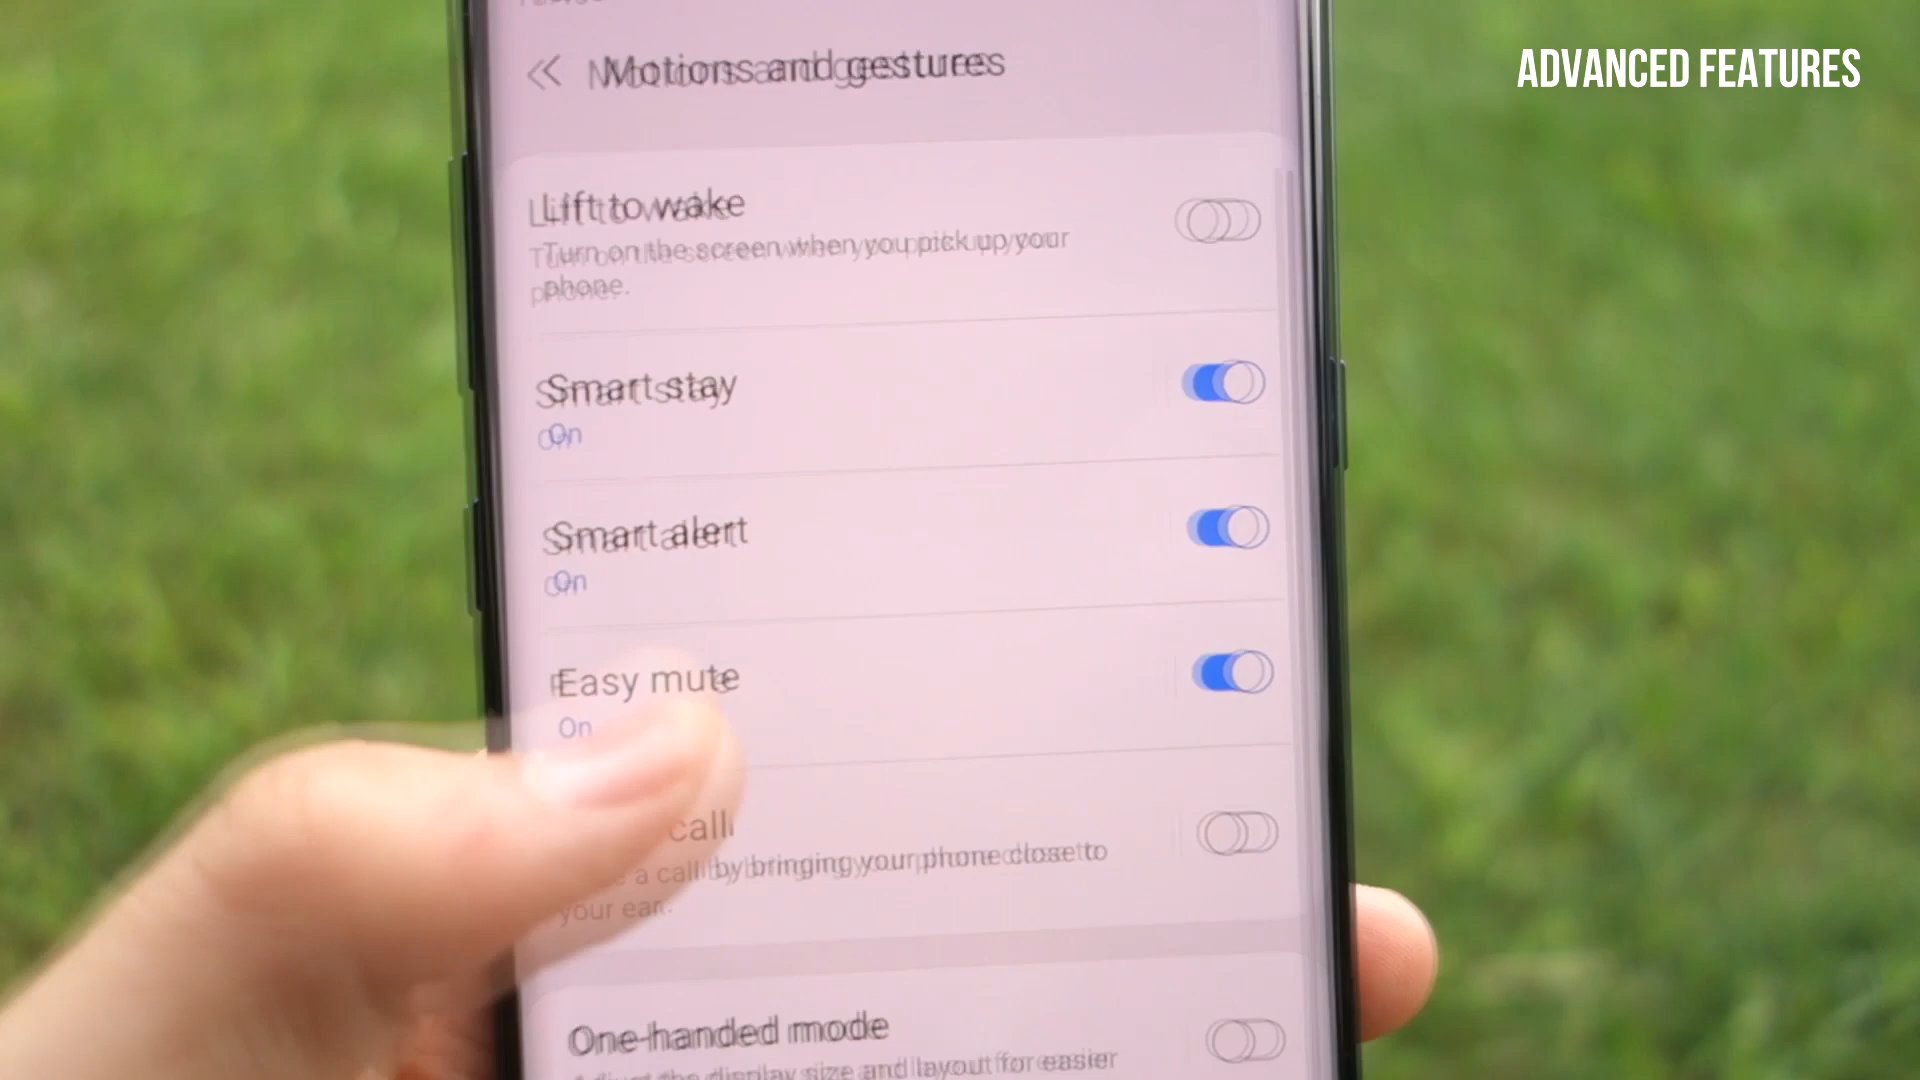 ADVANCED FEATURES
Motions and gestures
Lift to wake
Turn on the screen when you pick up your
phone.
Smart stay
On
Smart alert
On
Easy mute
On
call
a call by bringing your phone close to
your ear.
One-handed mode
Adjust the display size and layout for easier